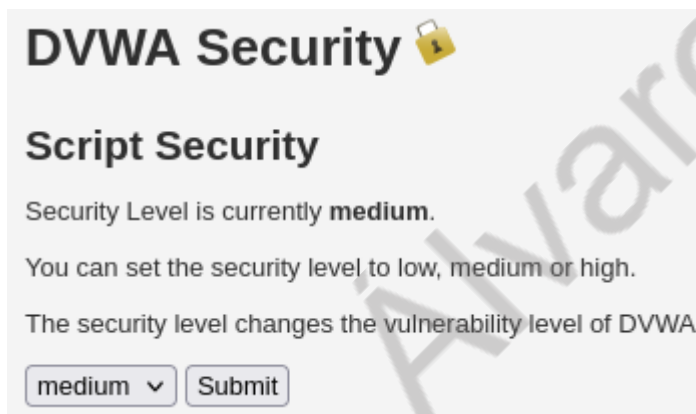 DVWA Security
Script Security
Security Level is currently medium.
You can set the security level to low, medium or high.
The security level changes the vulnerability level of DVWA
medium Submit